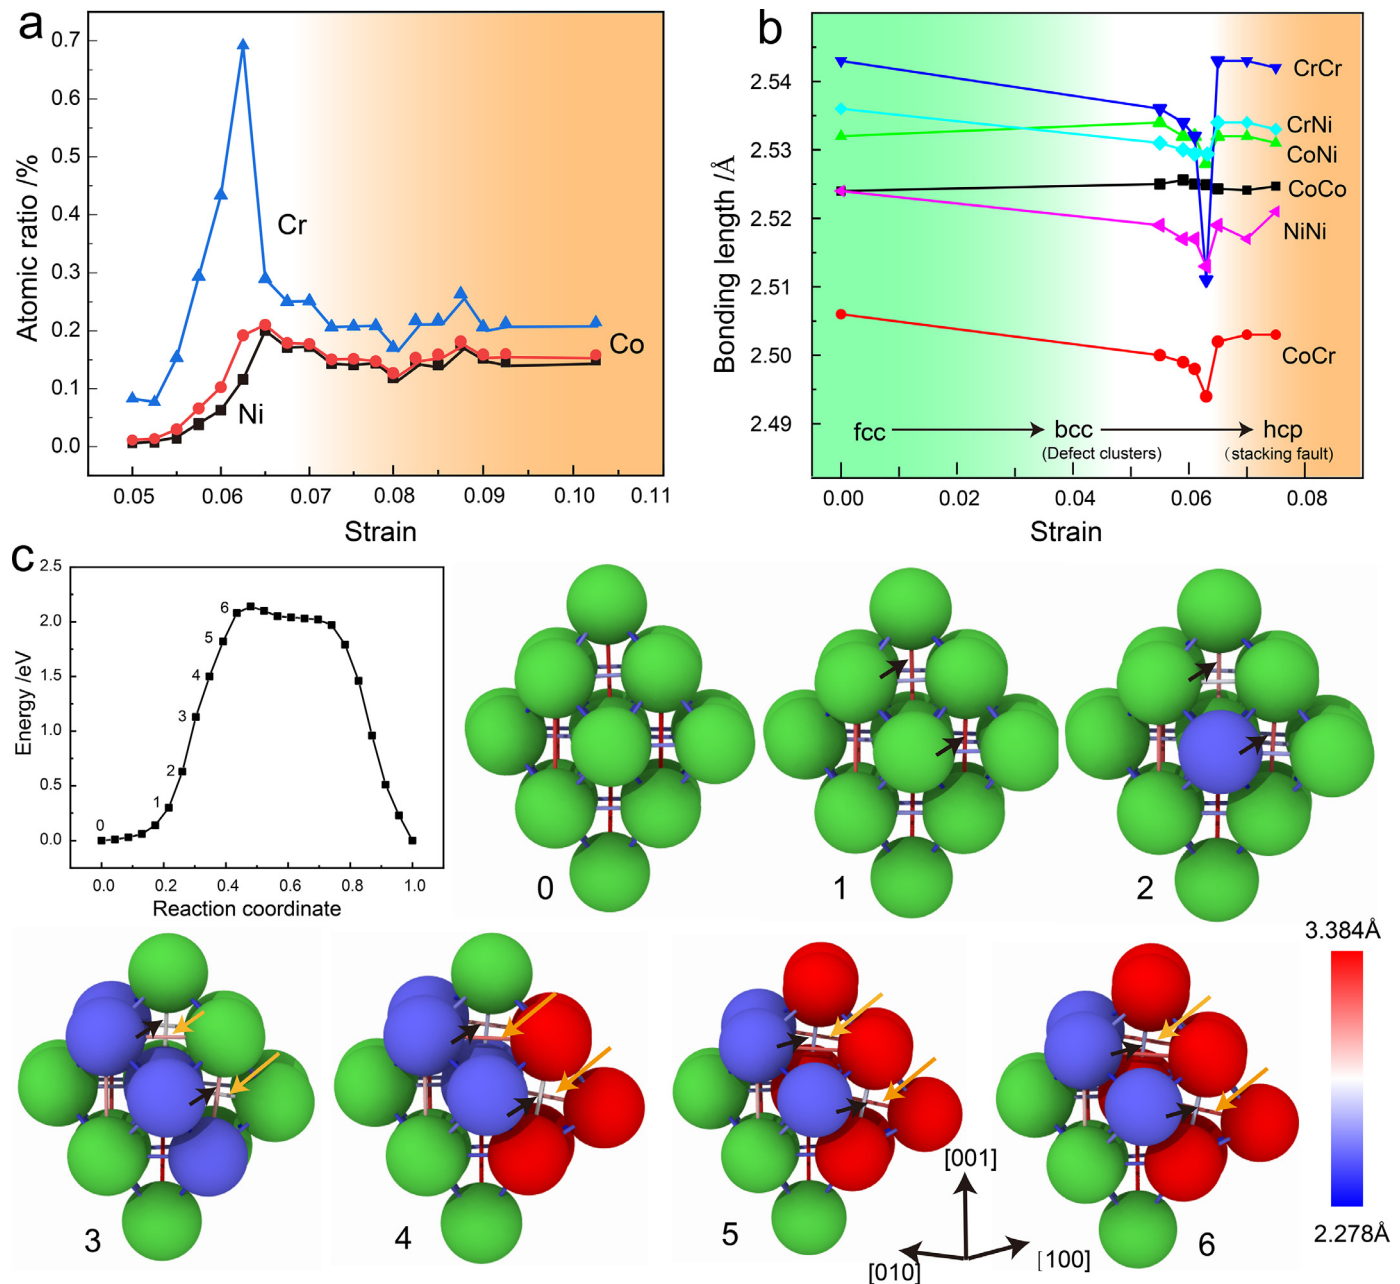 a
0.7
0.6
0.5
0.4
0.3
0.2
0.1
0.0
Atomic ratio /%
Cr
Co
Ni
0.05 0.06 0.07 0.08 0.09 0.10 0.11
Strain
b
2.54
2.53
2.52
2.51
2.50
2.49
Bonding length /Å
CrCr
CrNi
CoNi
CoCo
NiNi
CoCr
fcc bcc hcp
(Defect clusters) (stacking fault)
0.00 0.02 0.04 0.06 0.08
Strain
c
2.5
2.0
1.5
1.0
0.5
0.0
Energy /eV
0
1
2
3
4
5
6
0.0 0.2 0.4 0.6 0.8 1.0
Reaction coordinate
0
1
2
3
4
5
6
[001]
[010]
[100]
3.384Å
2.278Å